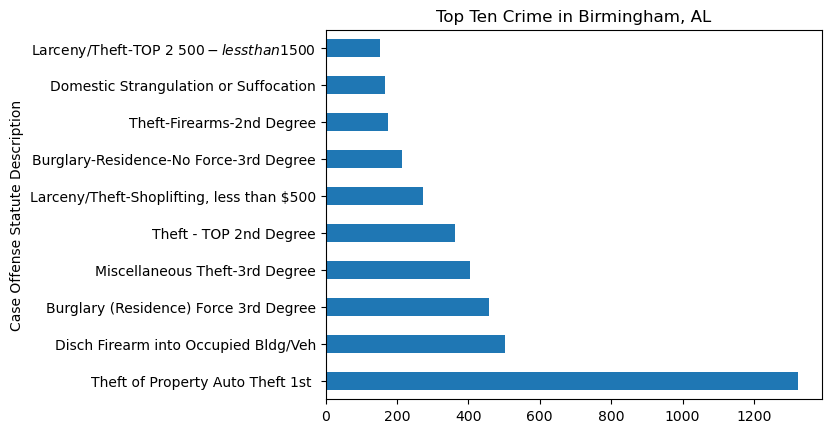 Top Ten Crime in Birmingham, AL
Case Offense Statute Description
Larceny/Theft-TOP 2 500-lessthan1500
Domestic Strangulation or Suffocation
Theft-Firearms-2nd Degree
Burglary-Residence-No Force-3rd Degree
Larceny/Theft-Shoplifting, less than $500
Theft - TOP 2nd Degree
Miscellaneous Theft-3rd Degree
Burglary (Residence) Force 3rd Degree
Disch Firearm into Occupied Bldg/Veh
Theft of Property Auto Theft 1st
0 200 400 600 800 1000 1200